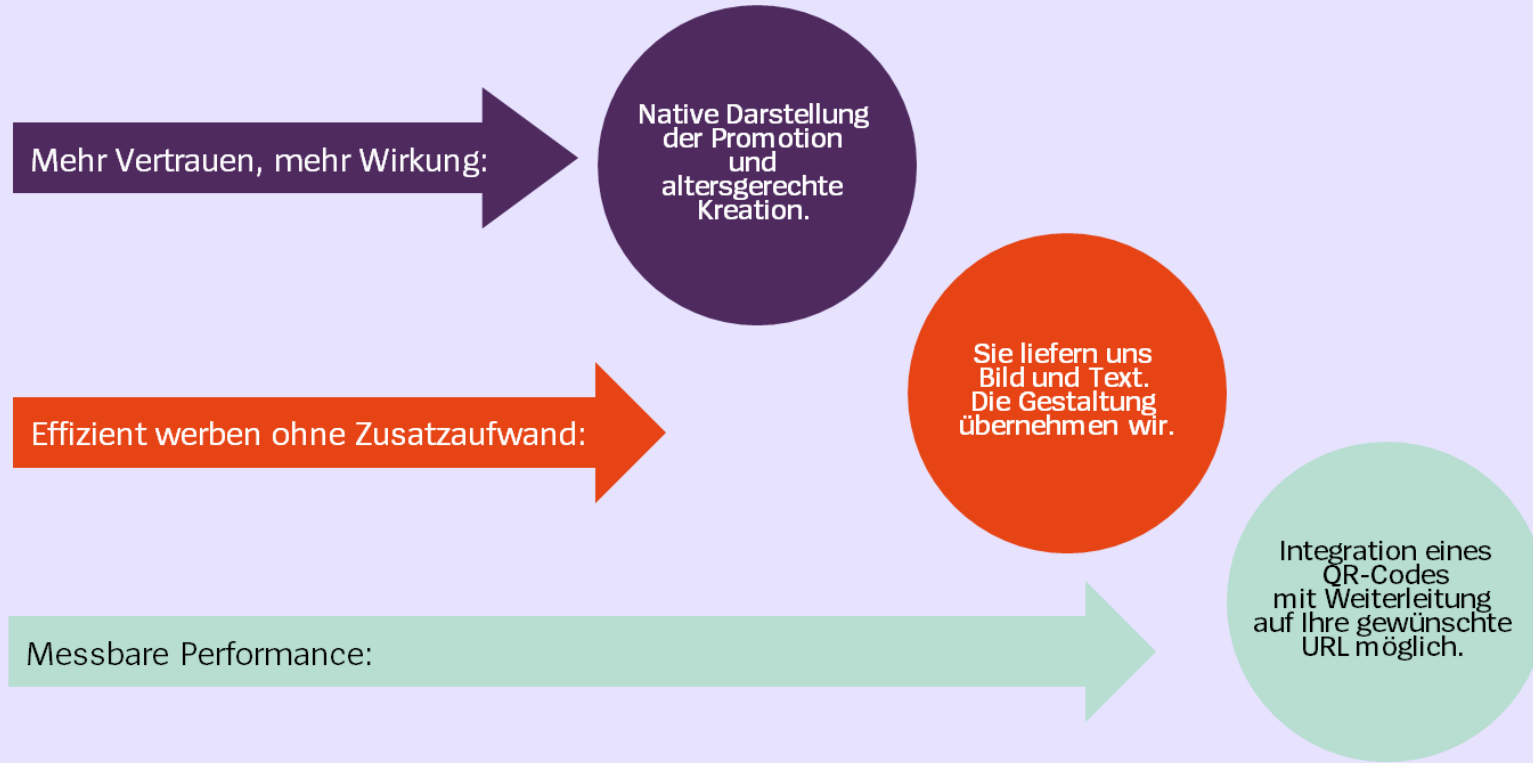 Mehr Vertrauen, mehr Wirkung:
Native Darstellung
der Promotion
und
altersgerechte
Kreation.
Effizient werben ohne Zusatzaufwand:
Sie liefern uns
Bild und Text.
Die Gestaltung
übernehmen wir.
Messbare Performance:
Integration eines
QR-Codes
mit Weiterleitung
auf Ihre gewünschte
URL möglich.